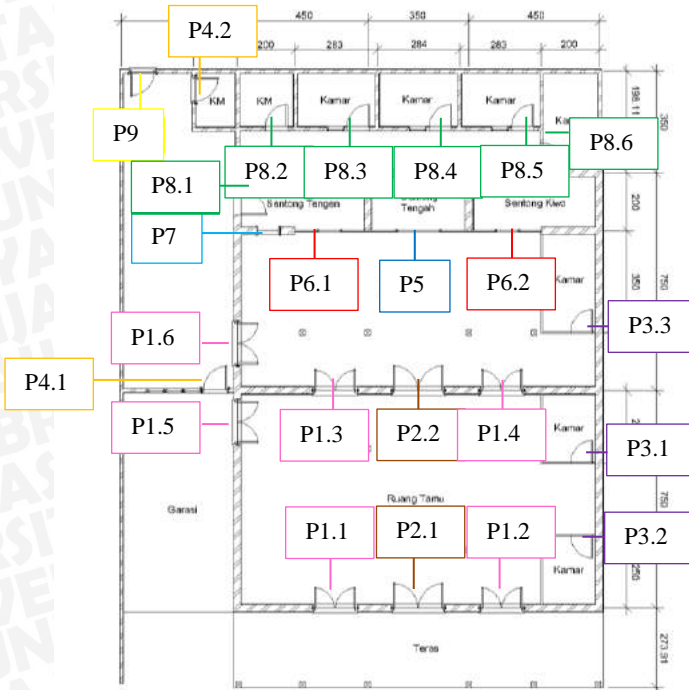 450
350
450
P4.2
200
283
284
283
200
KM
KM
Kamar
Kamar
Kamar
198.11
350
P9
P8.2
P8.3
P8.4
P8.5
P8.6
P8.1
Sentong Tengen
Tengah
Sentong Kiwo
200
P7
P6.1
P5
P6.2
Kamar
350
750
P1.6
P3.3
P4.1
P1.5
P1.3
P2.2
P1.4
Kamar
P3.1
Ruang Tamu
Garasi
750
P1.1
P2.1
P1.2
P3.2
Kamar
250
Teras
273.91